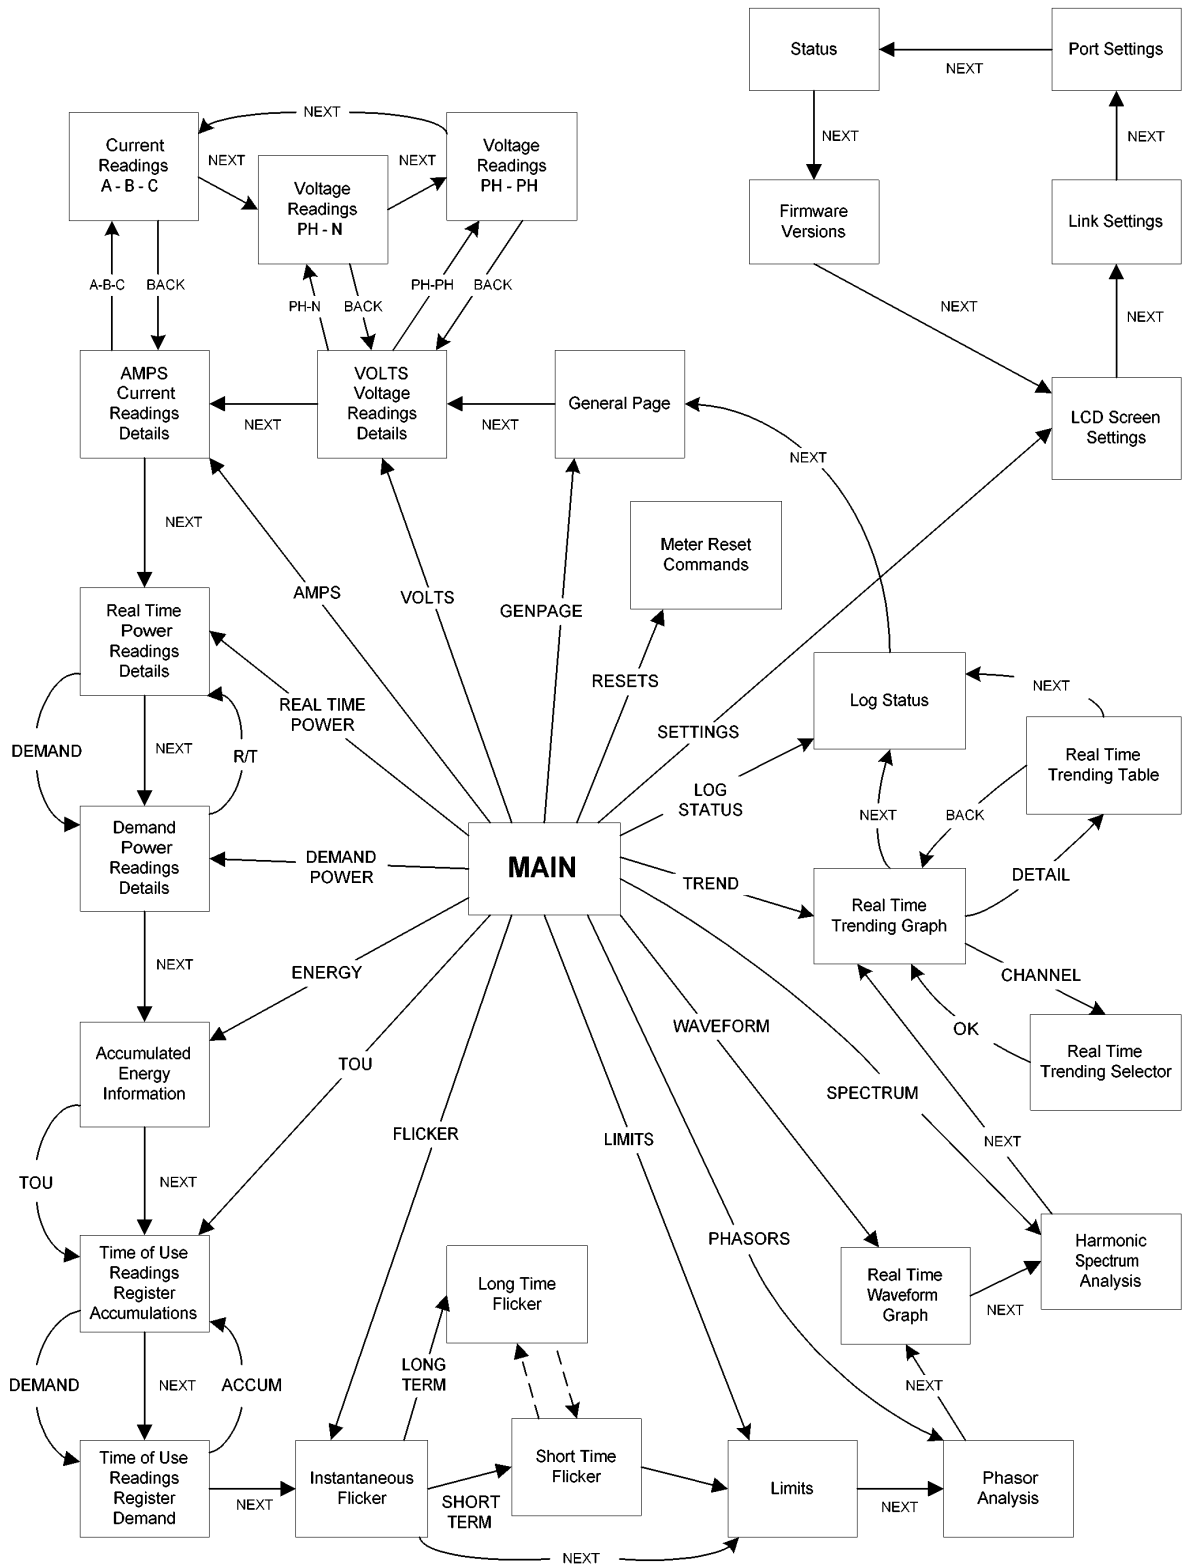 Status
Port Settings
NEXT
NEXT
Current
Readings
A - B - C
Voltage
Readings
PH - PH
NEXT
NEXT
NEXT
NEXT
Voltage
Readings
PH - N
Firmware
Versions
Link Settings
A-B-C
BACK
PH-N
BACK
PH-PH
BACK
NEXT
NEXT
AMPS
Current
Readings
Details
VOLTS
Voltage
Readings
Details
General Page
LCD Screen
Settings
NEXT
NEXT
NEXT
NEXT
Meter Reset
Commands
AMPS
VOLTS
GENPAGE
Real Time
Power
Readings
Details
RESETS
REAL TIME
POWER
SETTINGS
Log Status
NEXT
DEMAND
NEXT
R/T
Real Time
Trending Table
LOG
STATUS
NEXT
BACK
Demand
Power
Readings
Details
DEMAND
POWER
MAIN
TREND
DETAIL
Real Time
Trending Graph
NEXT
ENERGY
CHANNEL
WAVEFORM
OK
Accumulated
Energy
Information
TOU
Real Time
Trending Selector
SPECTRUM
FLICKER
LIMITS
NEXT
TOU
NEXT
PHASORS
Time of Use
Readings
Register
Accumulations
Long Time
Flicker
Real Time
Waveform
Graph
Harmonic
Spectrum
Analysis
NEXT
DEMAND
NEXT
ACCUM
LONG
TERM
NEXT
Time of Use
Readings
Register
Demand
Instantaneous
Flicker
Short Time
Flicker
Limits
Phasor
Analysis
NEXT
SHORT
TERM
NEXT
NEXT